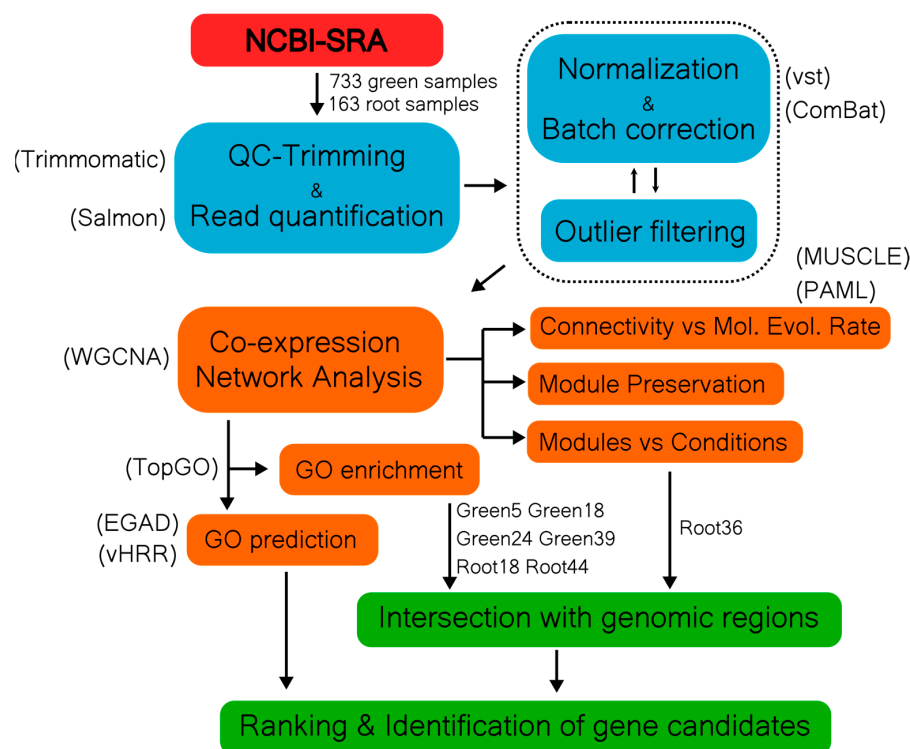 NCBI-SRA
733 green samples
163 root samples
(Trimmomatic)
(Salmon)
QC-Trimming
&
Read quantification
Normalization
&
Batch correction
(vst)
(ComBat)
Outlier filtering
(MUSCLE)
(PAML)
(WGCNA)
Co-expression
Network Analysis
Connectivity vs Mol. Evol. Rate
Module Preservation
Modules vs Conditions
(TopGO)
GO enrichment
(EGAD)
(vHRR)
GO prediction
Green5 Green18
Green24 Green39
Root18 Root44
Root36
Intersection with genomic regions
Ranking & Identification of gene candidates